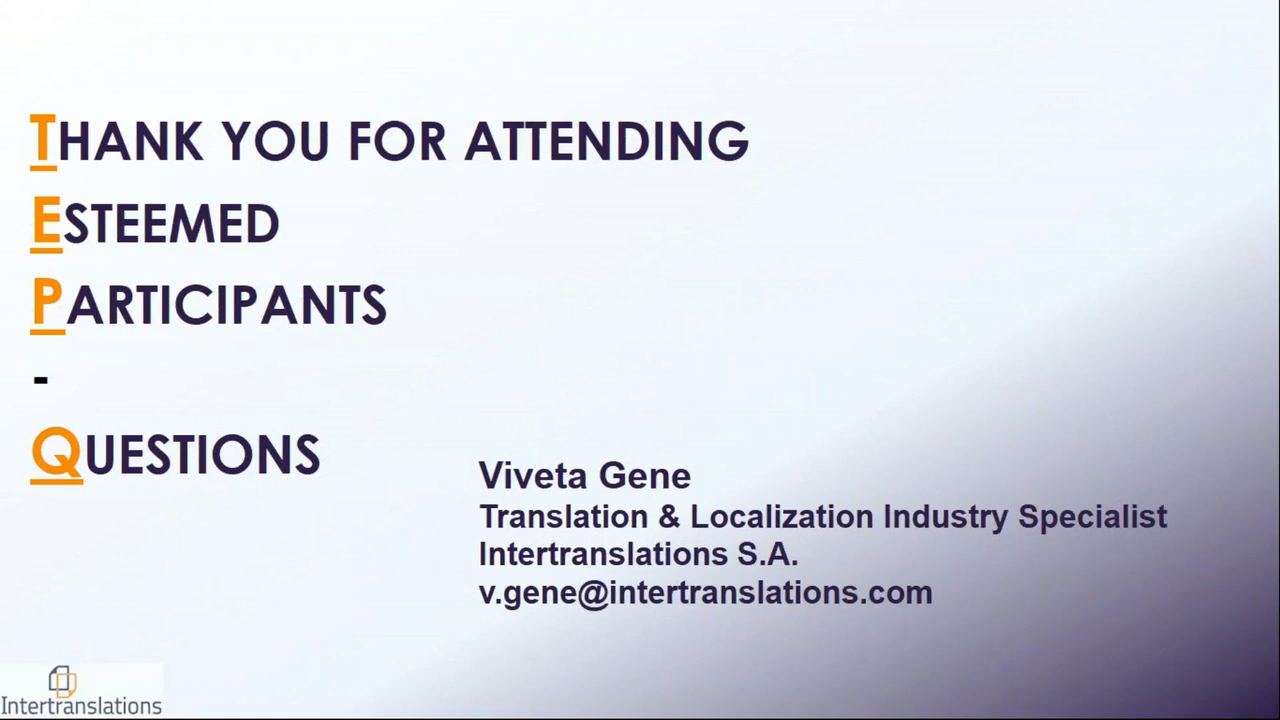 THANK YOU FOR ATTENDING
ESTEEMED
PARTICIPANTS
-
QUESTIONS
Viveta Gene
Translation & Localization Industry Specialist
Intertranslations S.A.
v.gene@intertranslations.com
Intertranslations